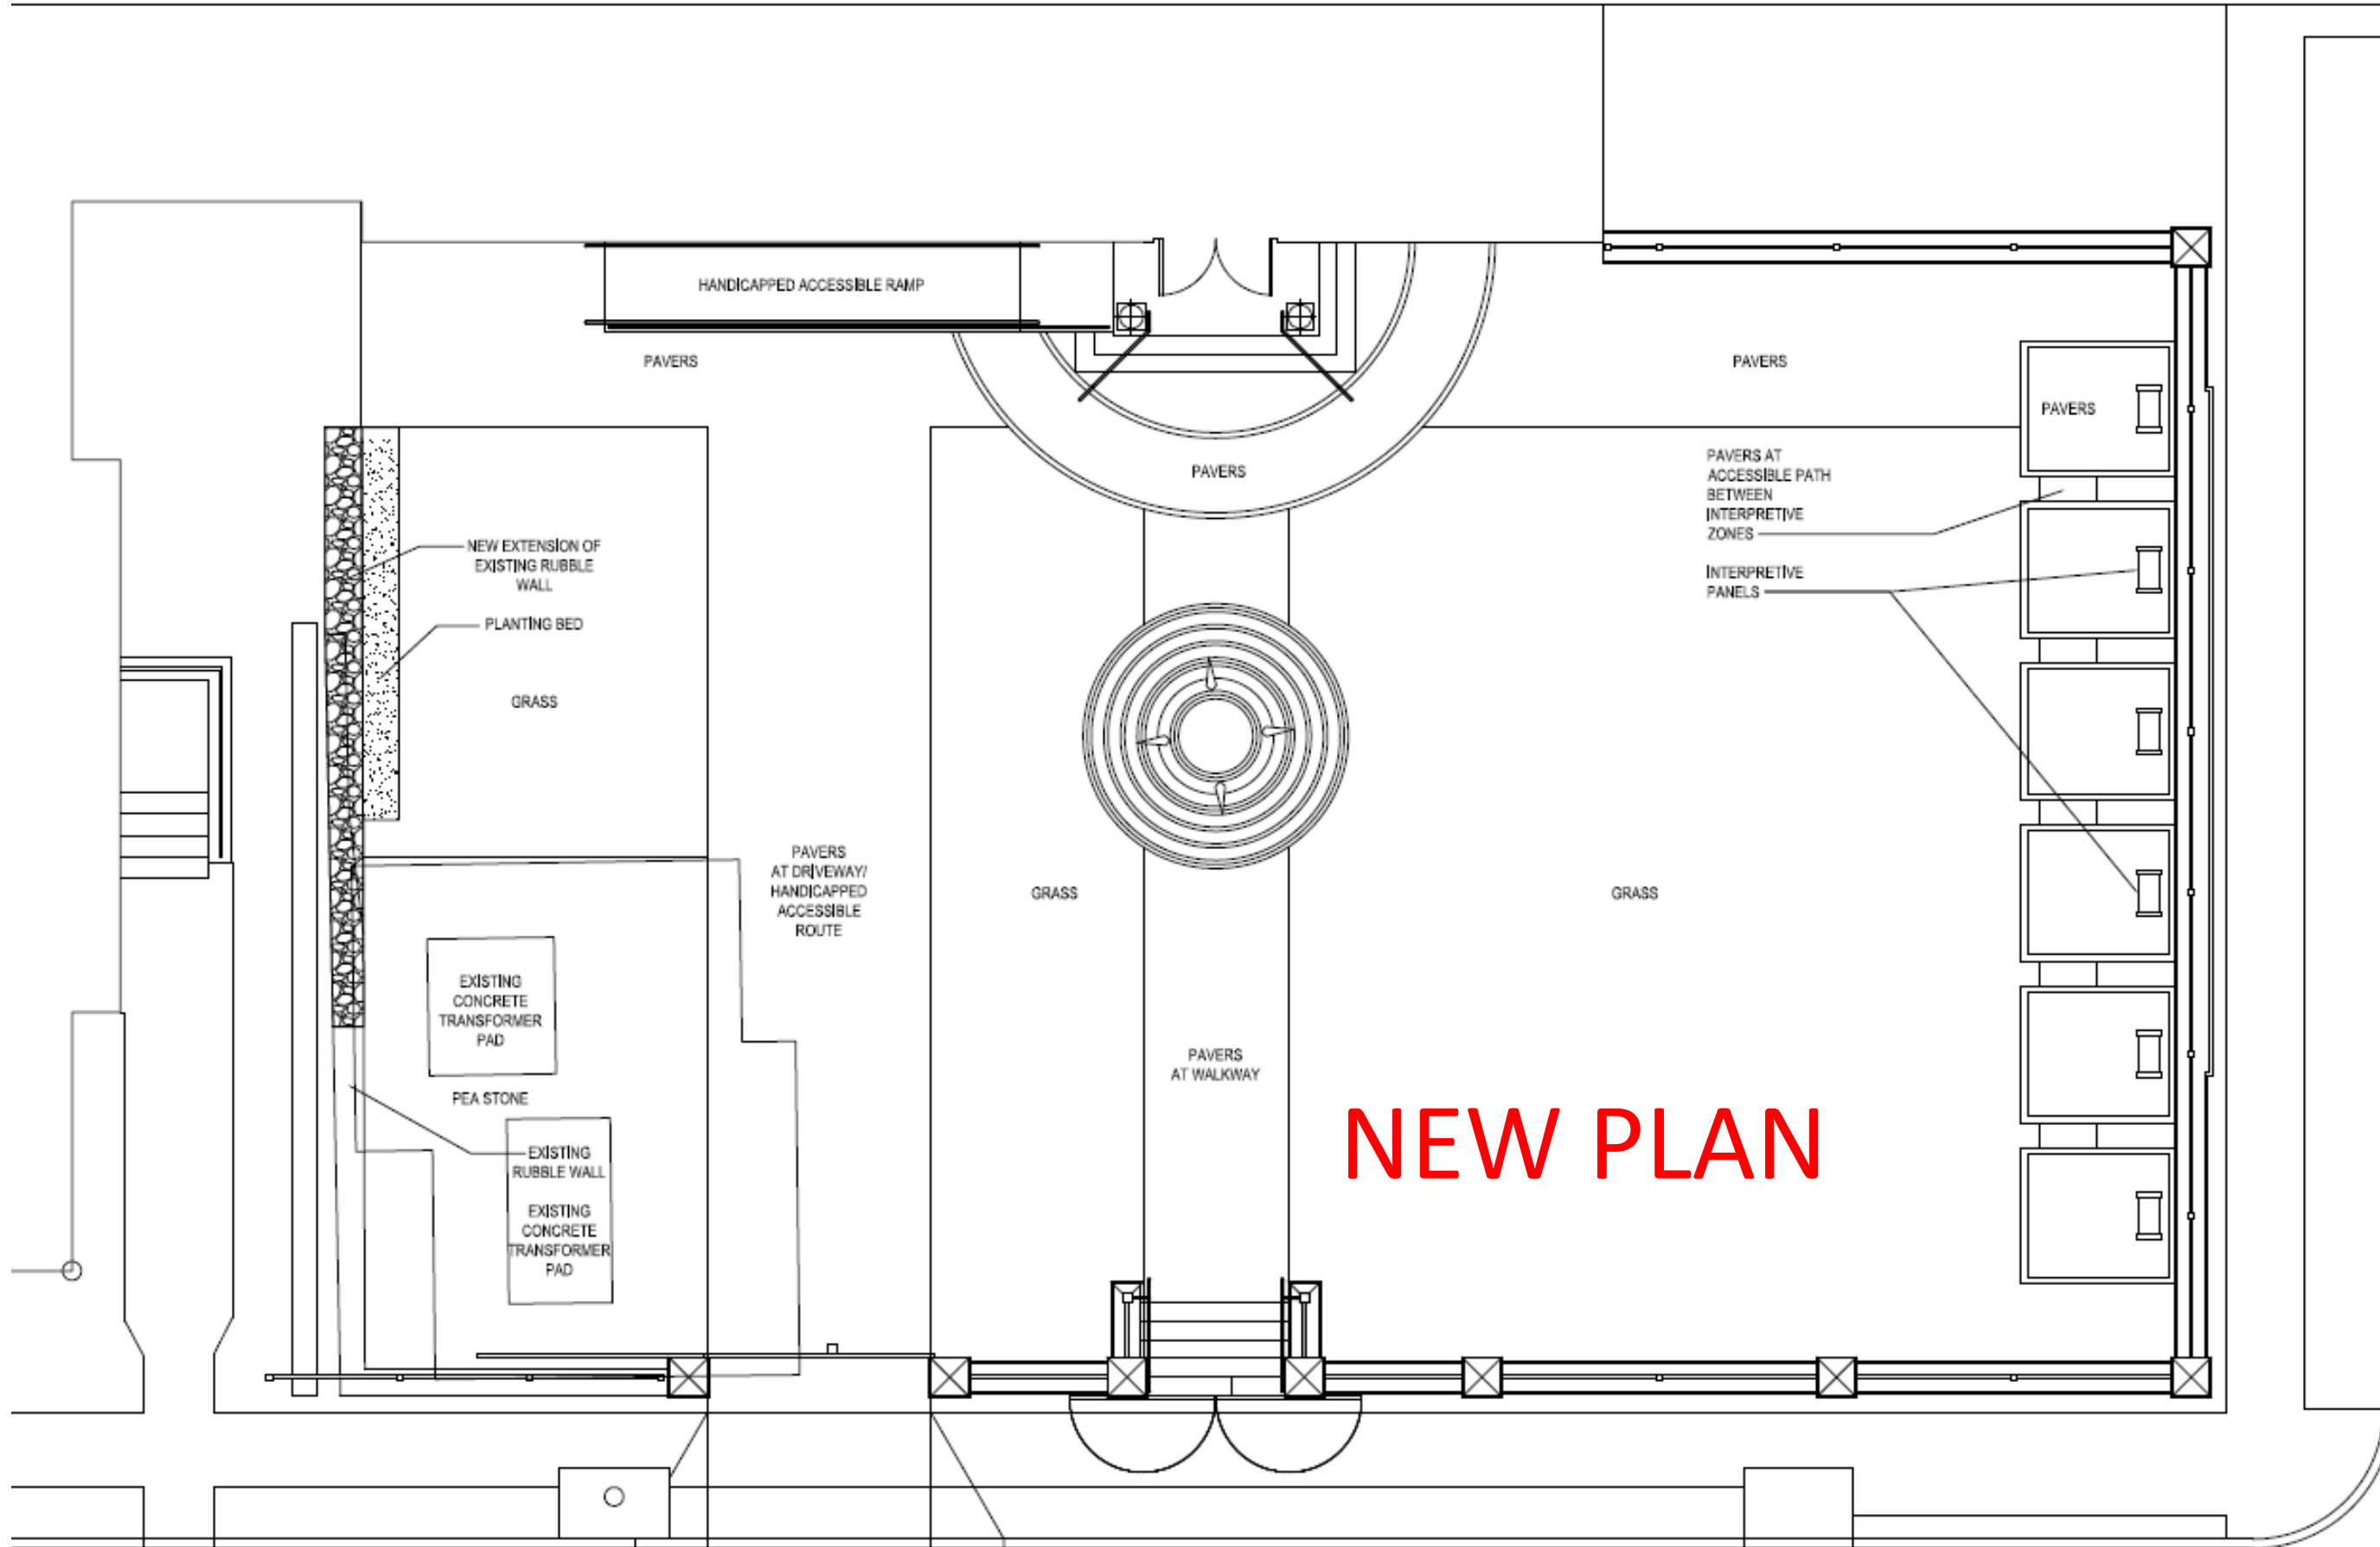 HANDICAPPED ACCESSIBLE RAMP
PAVERS
PAVERS
PAVERS
PAVERS
PAVERS AT
ACCESSIBLE PATH
BETWEEN
INTERPRETIVE
ZONES
INTERPRETIVE
PANELS
NEW EXTENSION OF
EXISTING RUBBLE
WALL
PLANTING BED
GRASS
PAVERS
AT DRIVEWAY/
HANDICAPPED
ACCESSIBLE
ROUTE
GRASS
GRASS
EXISTING
CONCRETE
TRANSFORMER
PAD
PEA STONE
EXISTING
RUBBLE WALL
EXISTING
CONCRETE
TRANSFORMER
PAD
PAVERS
AT WALKWAY
NEW PLAN